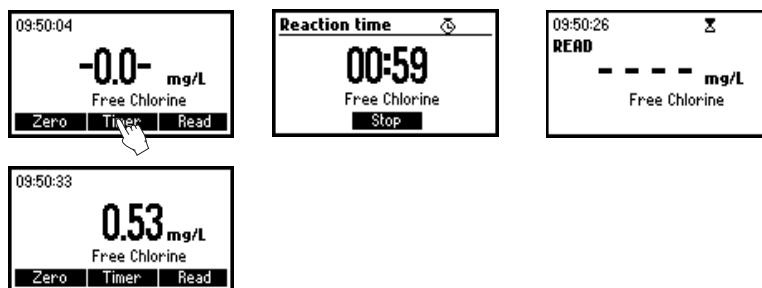 09:50:04
-0.0- mg/L
Free Chlorine
Zero Timer Read
Reaction time
00:59
Free Chlorine
Stop
09:50:26
READ
---- mg/L
Free Chlorine
09:50:33
0.53 mg/L
Free Chlorine
Zero Timer Read